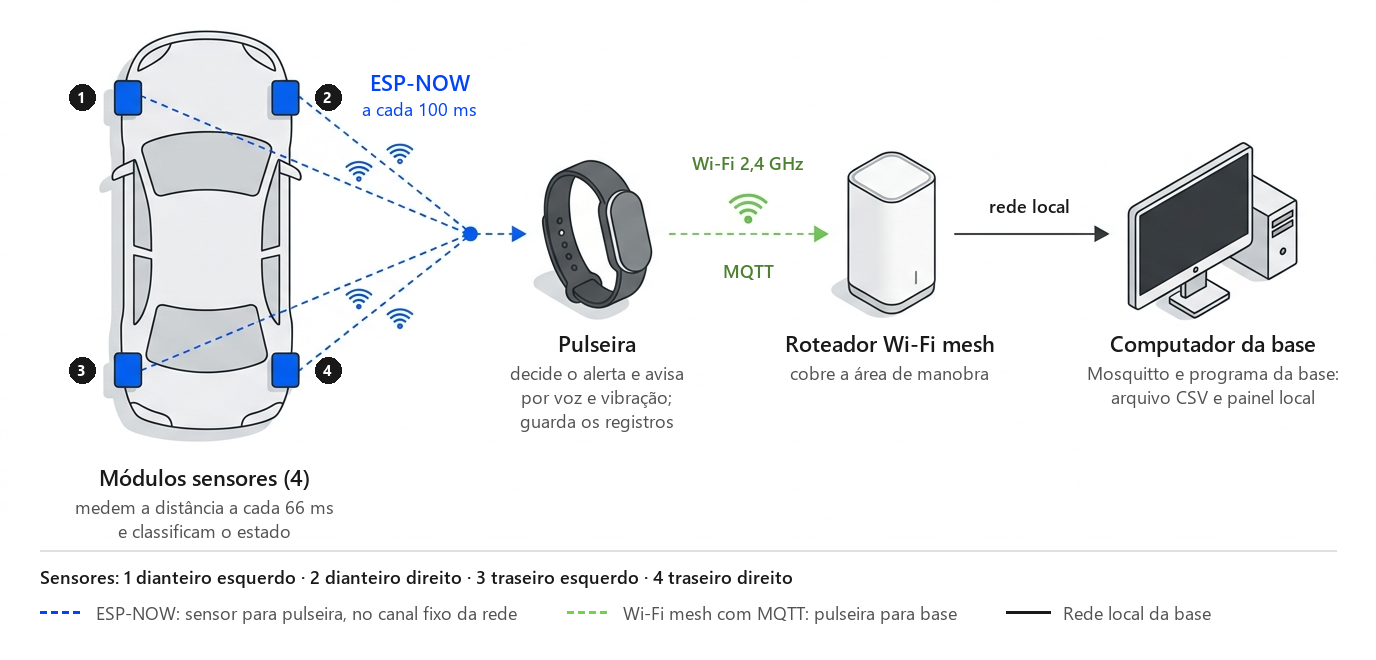 ESP-NOW
a cada 100 ms
1
2
3
4
Wi-Fi 2,4 GHz
MQTT
rede local
Pulseira
decide o alerta e avisa
por voz e vibração;
guarda os registros
Roteador Wi-Fi mesh
cobre a área de manobra
Computador da base
Mosquitto e programa da base:
arquivo CSV e painel local
Módulos sensores (4)
medem a distância a cada 66 ms
e classificam o estado
Sensores: 1 dianteiro esquerdo · 2 dianteiro direito · 3 traseiro esquerdo · 4 traseiro direito
ESP-NOW: sensor para pulseira, no canal fixo da rede
Wi-Fi mesh com MQTT: pulseira para base
Rede local da base